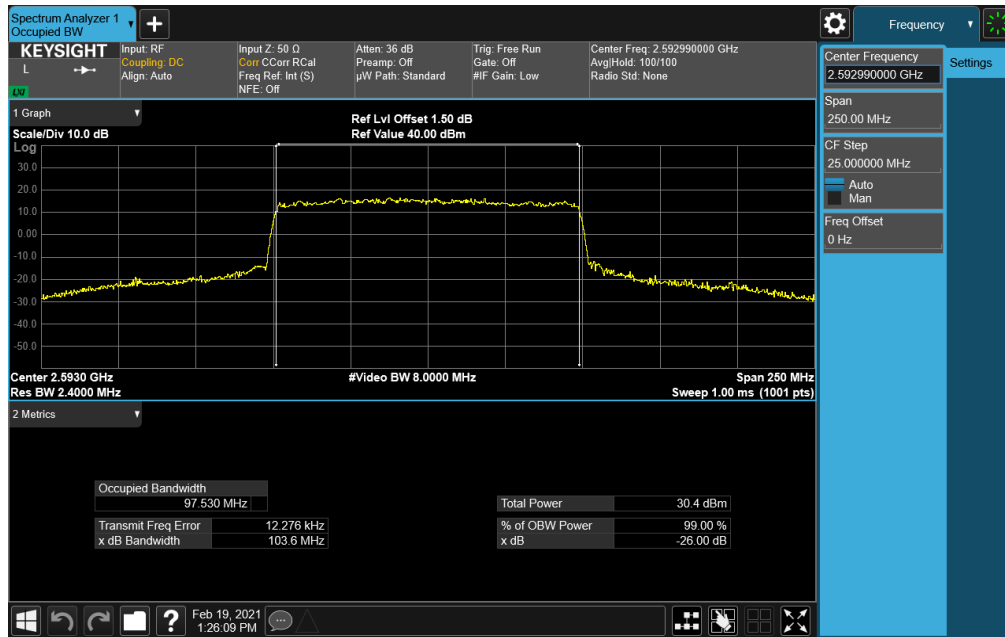 Spectrum Analyzer 1
Occupied BW
Frequency
KEYSIGHT
L
LXI
Input: RF
Coupling: DC
Align: Auto
Input Z: 50 Ω
Corr CCorr RCal
Freq Ref: Int (S)
NFE: Off
Atten: 36 dB
Preamp: Off
µW Path: Standard
Trig: Free Run
Gate: Off
#IF Gain: Low
Center Freq: 2.592990000 GHz
Avg|Hold: 100/100
Radio Std: None
Center Frequency
2.592990000 GHz
Settings
Span
250.00 MHz
CF Step
25.000000 MHz
Auto
Man
Freq Offset
0 Hz
1 Graph
Scale/Div 10.0 dB
Ref Lvl Offset 1.50 dB
Ref Value 40.00 dBm
Log
30.0
20.0
10.0
0.00
-10.0
-20.0
-30.0
-40.0
-50.0
Center 2.5930 GHz
#Video BW 8.0000 MHz
Span 250 MHz
Res BW 2.4000 MHz
Sweep 1.00 ms (1001 pts)
2 Metrics
Occupied Bandwidth
97.530 MHz
Total Power 30.4 dBm
Transmit Freq Error 12.276 kHz
% of OBW Power 99.00 %
x dB Bandwidth 103.6 MHz
x dB -26.00 dB
?
Feb 19, 2021
1:26:09 PM